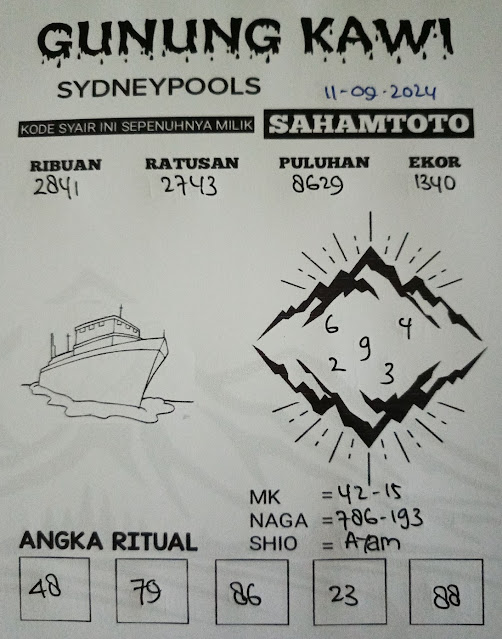 GUNUNG KAWI
SYDNEYPOOLS 11-09-2024
KODE SYAIR INI SEPENUHNYA MILIK SAHAMTOTO
RIBUAN RATUSAN PULUHAN EKOR
2841 2743 8629 1340
6 4
9
2 3
MK = 42-15
NAGA = 786-193
SHIO = Ayam
ANGKA RITUAL
48 79 86 23 88